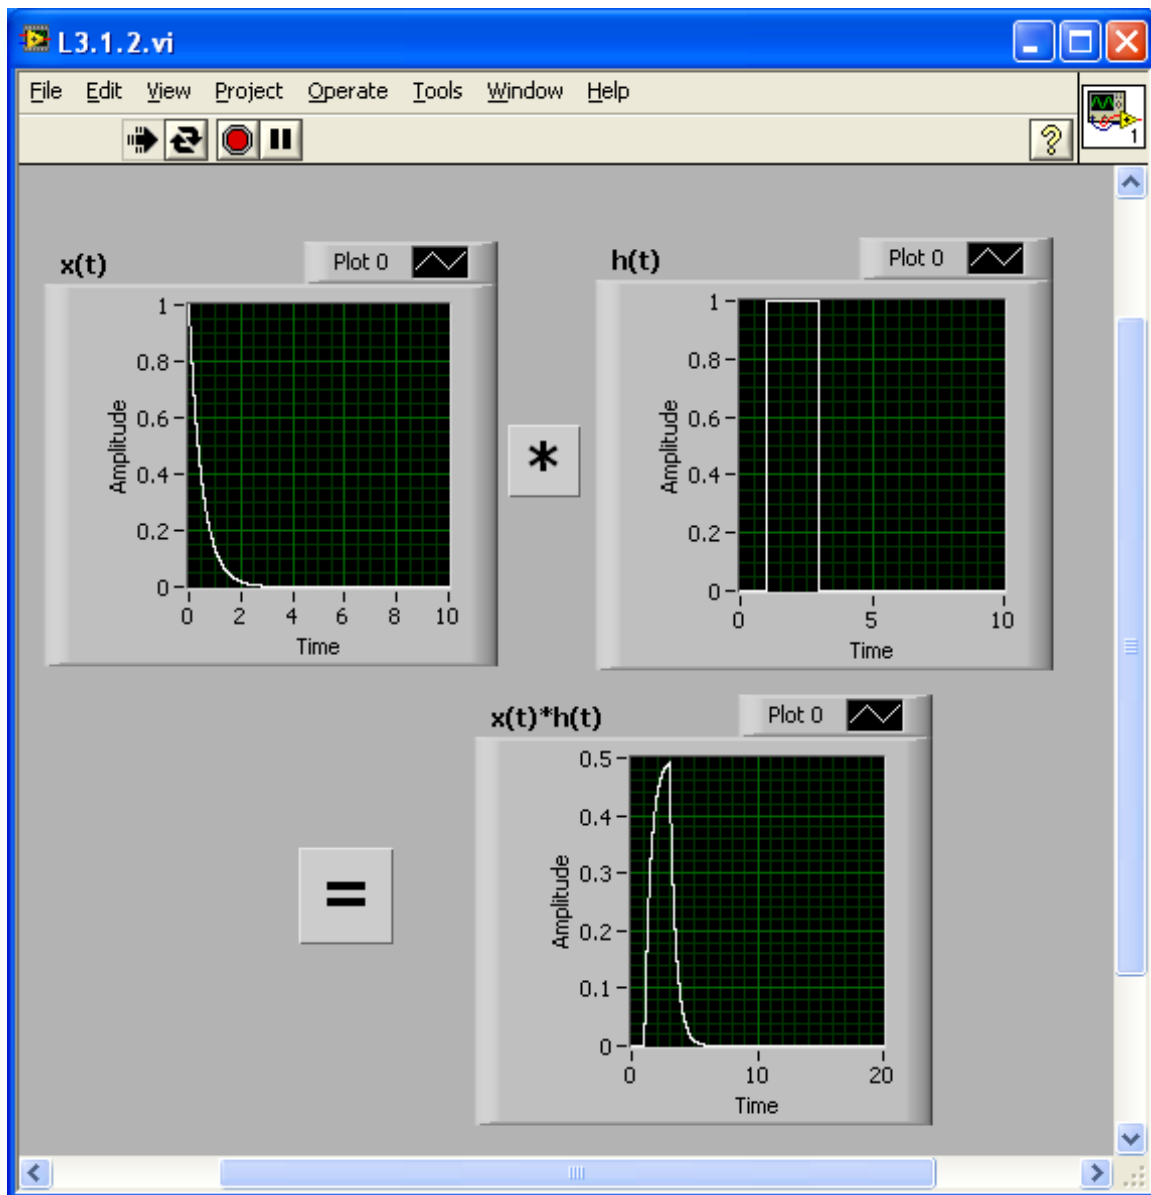 L3.1.2.vi
File Edit View Project Operate Tools Window Help
?
1
x(t)
Plot 0
1
0.8
0.6
0.4
0.2
0
Amplitude
0 2 4 6 8 10
Time
*
h(t)
Plot 0
1
0.8
0.6
0.4
0.2
0
Amplitude
0 5 10
Time
=
x(t)*h(t)
Plot 0
0.5
0.4
0.3
0.2
0.1
0
Amplitude
0 10 20
Time